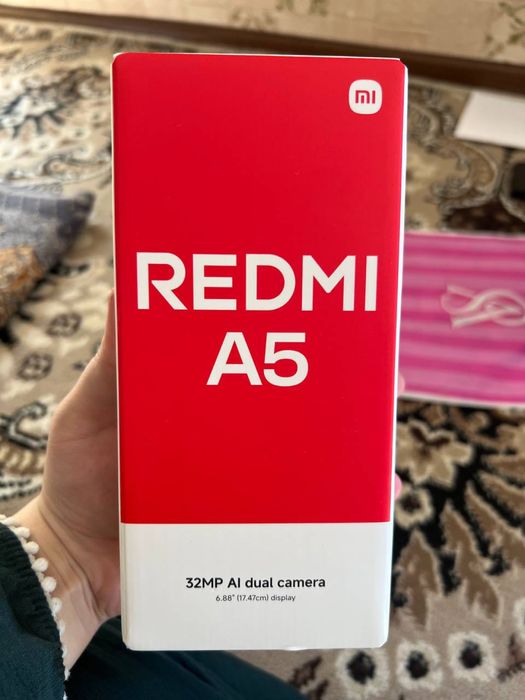 mi
REDMI
A5
32MP AI dual camera
6.88" (17.47cm) display